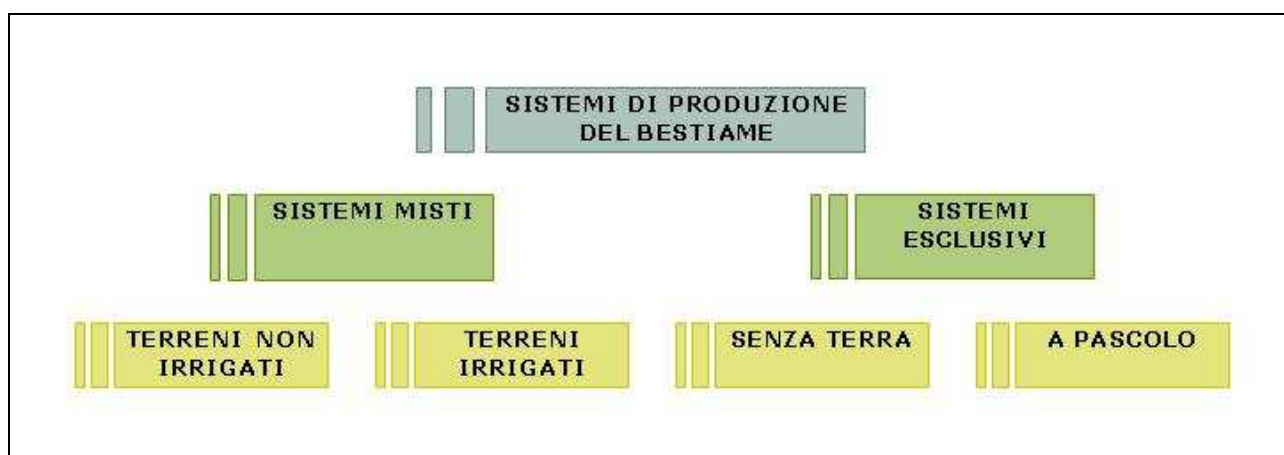 SISTEMI DI PRODUZIONE
DEL BESTIAME
SISTEMI MISTI
SISTEMI
ESCLUSIVI
TERRENI NON
IRRIGATI
TERRENI
IRRIGATI
SENZA TERRA
A PASCOLO